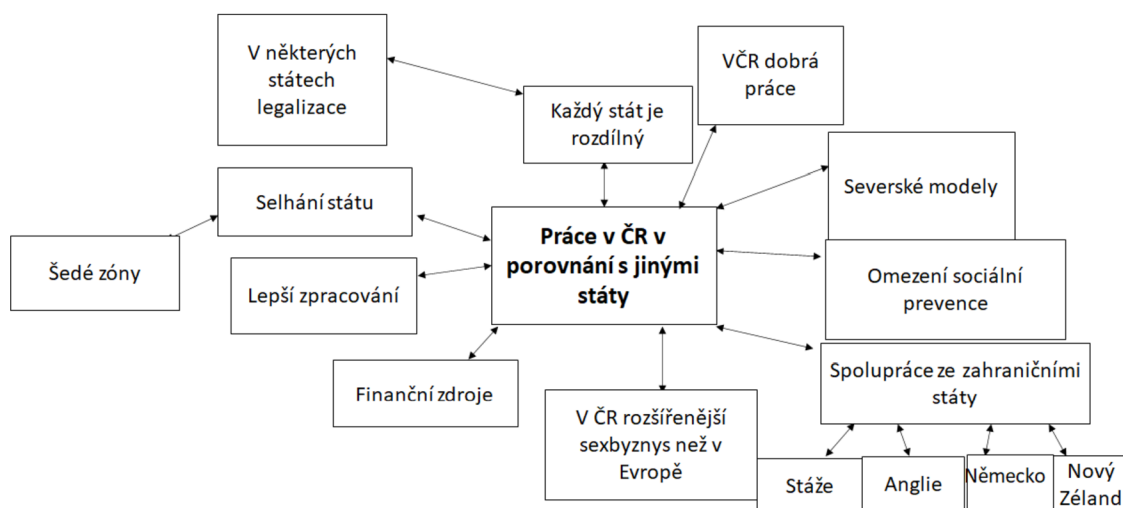 V některých
státech
legalizace
VČR dobrá
práce
Každý stát je
rozdílný
Severské modely
Selhání státu
Práce v ČR v
porovnání s jinými
státy
Šedé zóny
Omezení sociální
prevence
Lepší zpracování
Finanční zdroje
Spolupráce ze zahraničními
státy
V ČR rozšířenější
sexbyznys než v
Evropě
Stáže
Anglie
Německo
Nový
Zéland